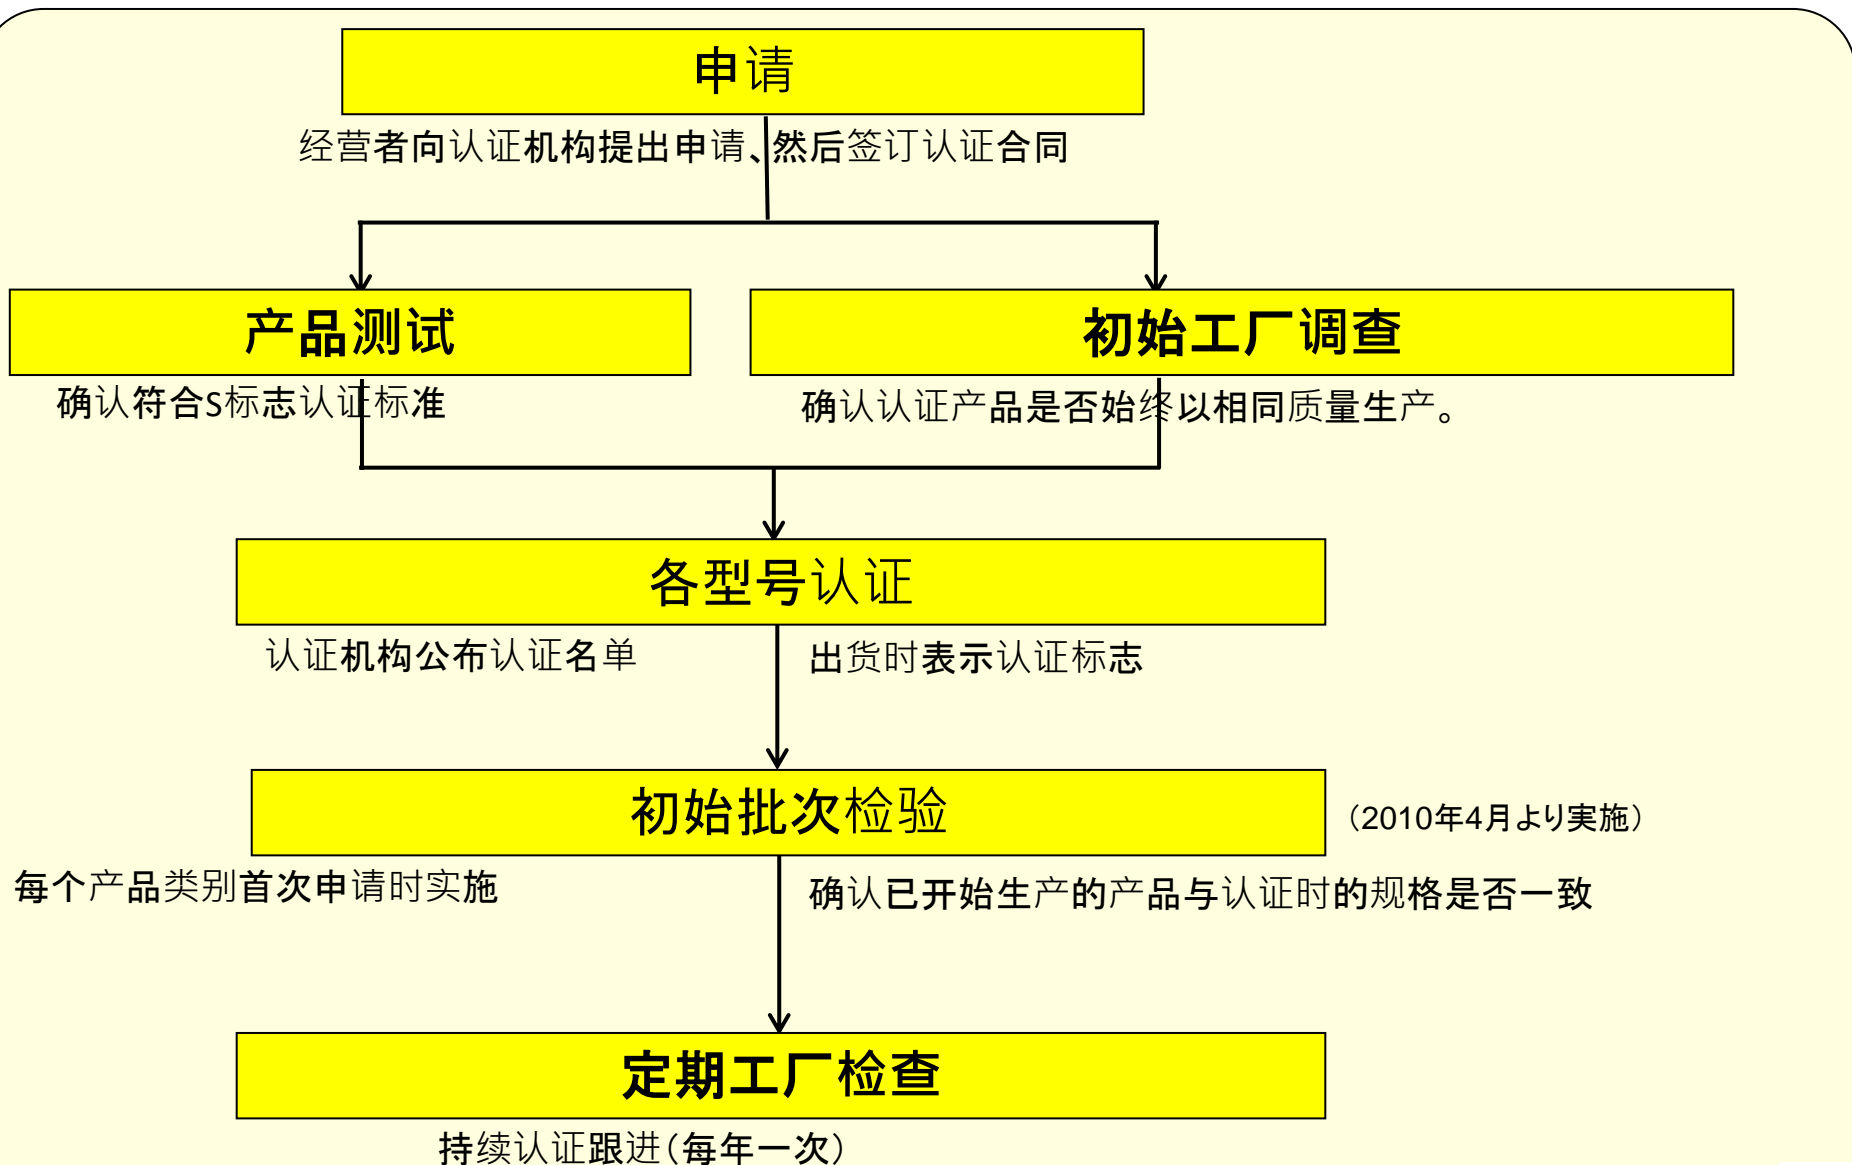 申请
经营者向认证机构提出申请、然后签订认证合同
产品测试
初始工厂调查
确认符合S标志认证标准
确认认证产品是否始终以相同质量生产。
各型号认证
认证机构公布认证名单
出货时表示认证标志
初始批次检验
（2010年4月より実施）
每个产品类别首次申请时实施
确认已开始生产的产品与认证时的规格是否一致
定期工厂检查
持续认证跟进（每年一次）